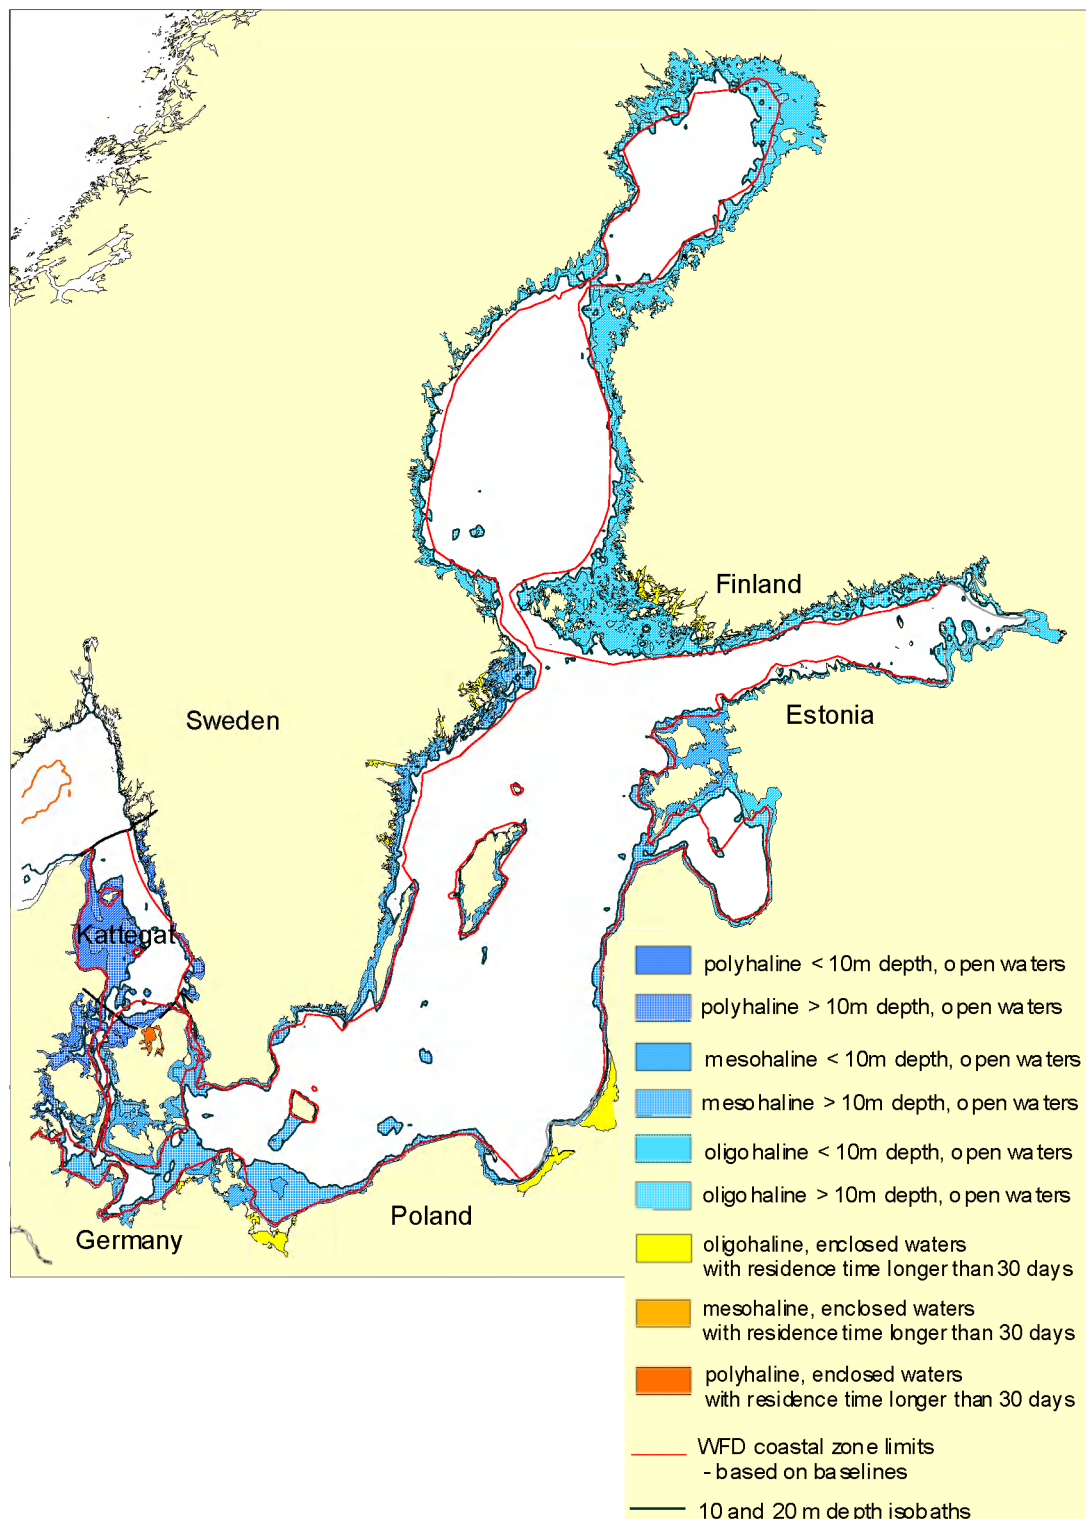 Finland
Sweden
Estonia
Kattegat
Poland
Germany
polyhaline < 10m depth, open waters
polyhaline > 10m depth, open waters
mesohaline < 10m depth, open waters
mesohaline > 10m depth, open waters
oligohaline < 10m depth, open waters
oligohaline > 10m depth, open waters
oligohaline, enclosed waters
with residence time longer than 30 days
mesohaline, enclosed waters
with residence time longer than 30 days
polyhaline, enclosed waters
with residence time longer than 30 days
WFD coastal zone limits
- based on baselines
10 and 20 m depth isobaths